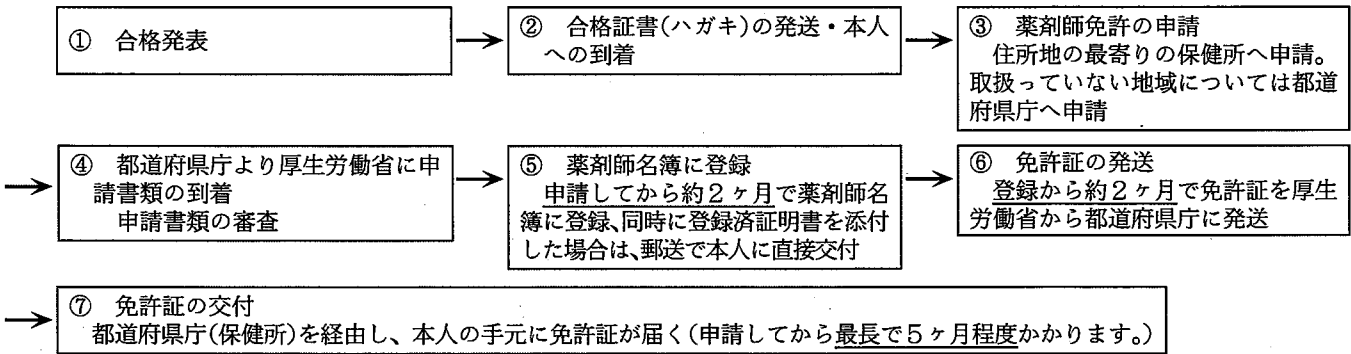 ① 合格発表
② 合格証書(ハガキ)の発送・本人
への到着
③ 薬剤師免許の申請
住所地の最寄りの保健所へ申請。
取扱っていない地域については都道
府県庁へ申請
④ 都道府県庁より厚生労働省に申
請書類の到着
申請書類の審査
⑤ 薬剤師名簿に登録
申請してから約2ヶ月で薬剤師名
簿に登録、同時に登録済証明書を添付
した場合は、郵送で本人に直接交付
⑥ 免許証の発送
登録から約2ヶ月で免許証を厚生
労働省から都道府県庁に発送
⑦ 免許証の交付
都道府県庁(保健所)を経由し、本人の手元に免許証が届く(申請してから最長で5ヶ月程度かかります。)